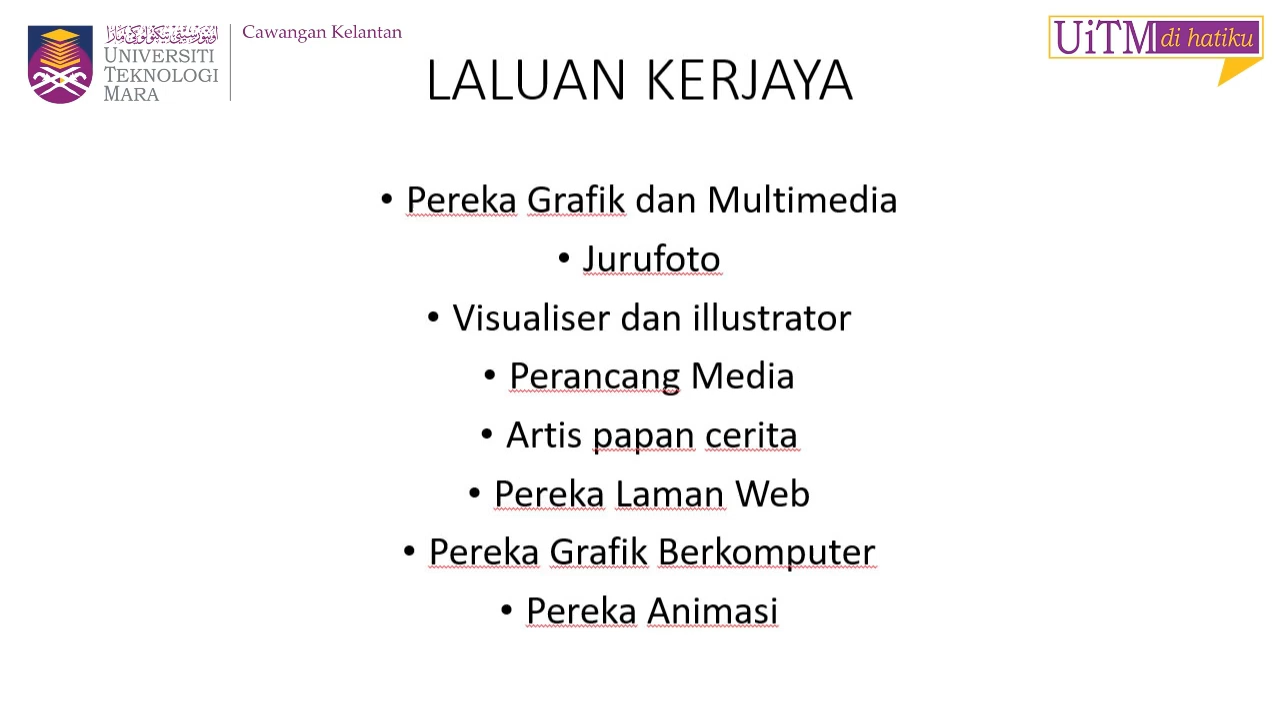 UNIVERSITI
TEKNOLOGI
MARA
Cawangan Kelantan
UiTM di hatiku
LALUAN KERJAYA
• Pereka Grafik dan Multimedia
• Jurufoto
• Visualiser dan illustrator
• Perancang Media
• Artis papan cerita
• Pereka Laman Web
• Pereka Grafik Berkomputer
• Pereka Animasi